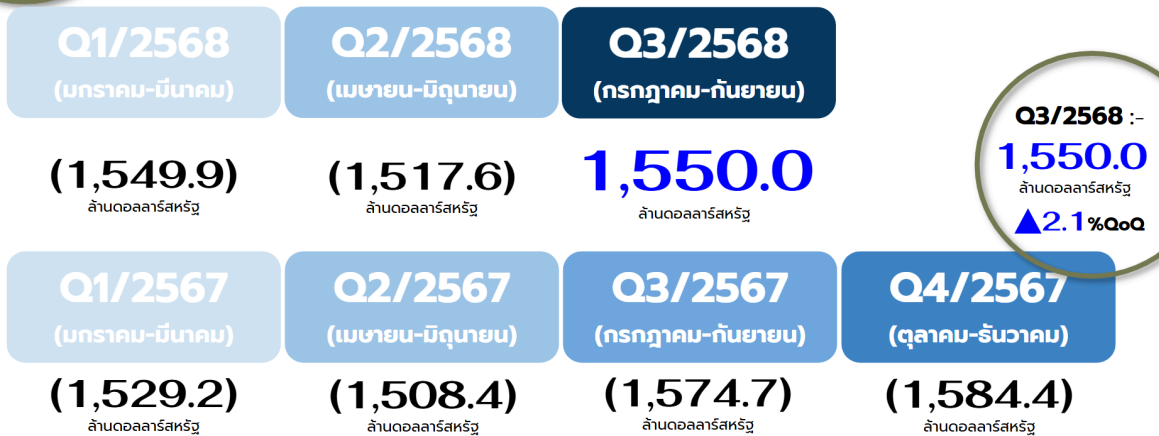 Q1/2568 Q2/2568 Q3/2568
(มกราคม-มีนาคม) (เมษายน-มิถุนายน) (กรกฎาคม-กันยายน)
Q3/2568 :-
1,550.0
ล้านดอลลาร์สหรัฐ
▲2.1%QoQ
(1,549.9) (1,517.6) 1,550.0
ล้านดอลลาร์สหรัฐ ล้านดอลลาร์สหรัฐ ล้านดอลลาร์สหรัฐ
Q1/2567 Q2/2567 Q3/2567 Q4/2567
(มกราคม-มีนาคม) (เมษายน-มิถุนายน) (กรกฎาคม-กันยายน) (ตุลาคม-ธันวาคม)
(1,529.2) (1,508.4) (1,574.7) (1,584.4)
ล้านดอลลาร์สหรัฐ ล้านดอลลาร์สหรัฐ ล้านดอลลาร์สหรัฐ ล้านดอลลาร์สหรัฐ